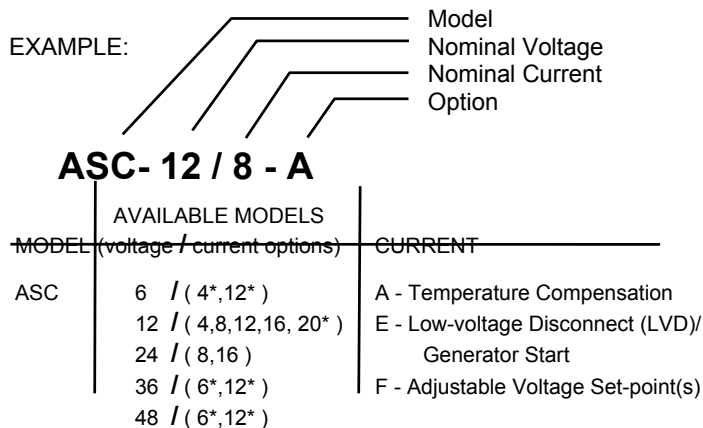 Model
EXAMPLE: Nominal Voltage
Nominal Current
Option
ASC- 12 / 8 - A
AVAILABLE MODELS
MODEL (voltage / current options) CURRENT
ASC 6 / ( 4*,12* ) A - Temperature Compensation
12 / ( 4,8,12,16, 20* ) E - Low-voltage Disconnect (LVD)/
24 / ( 8,16 ) Generator Start
36 / ( 6*,12* ) F - Adjustable Voltage Set-point(s)
48 / ( 6*,12* )